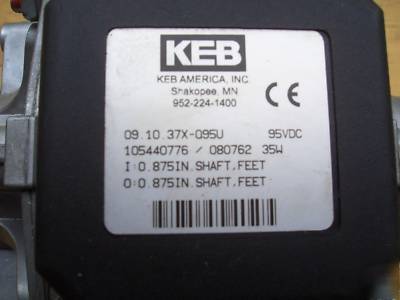 KEB
KEB AMERICA, INC.
Shakopee, MN
952-224-1400
CE
09.10.37X-Q95U 95VDC
105440776 / 080762 35W
I:0.875IN.SHAFT,FEET
O:0.875IN.SHAFT,FEET